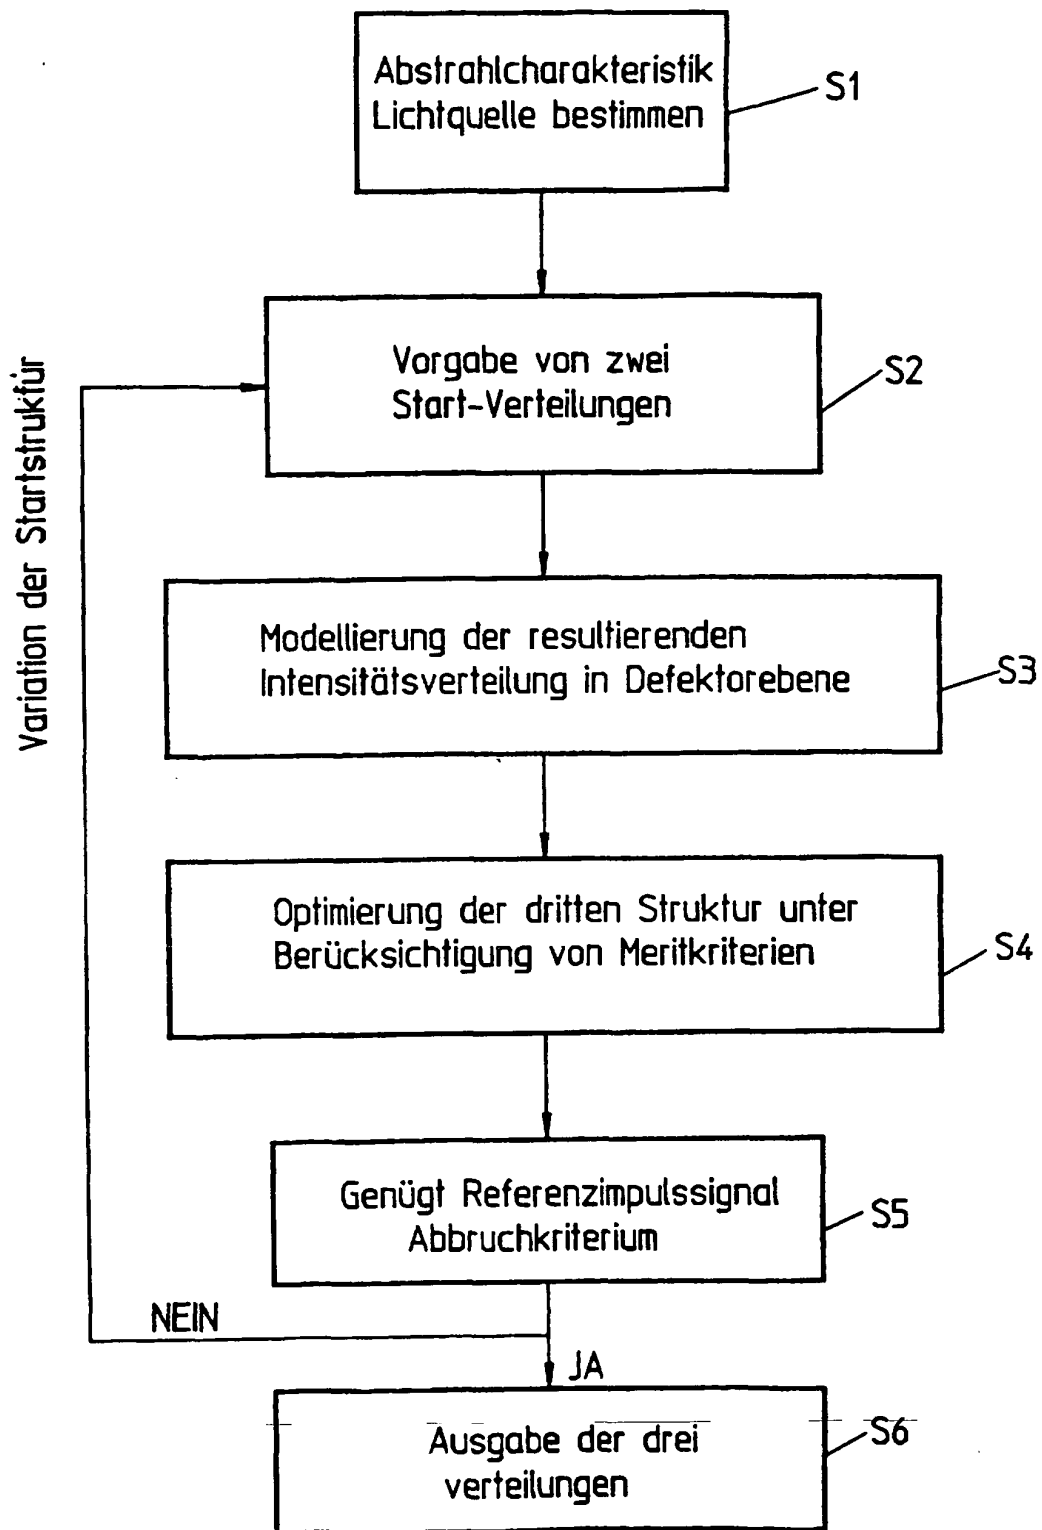 Abstrahlcharakteristik
Lichtquelle bestimmen
S1
Vorgabe von zwei
Start-Verteilungen
S2
Variation der Startstruktur
Modellierung der resultierenden
Intensitätsverteilung in Detektorebene
S3
Optimierung der dritten Struktur unter
Berücksichtigung von Meritkriterien
S4
Genügt Referenzimpulssignal
Abbruchkriterium
S5
NEIN
JA
Ausgabe der drei
verteilungen
S6